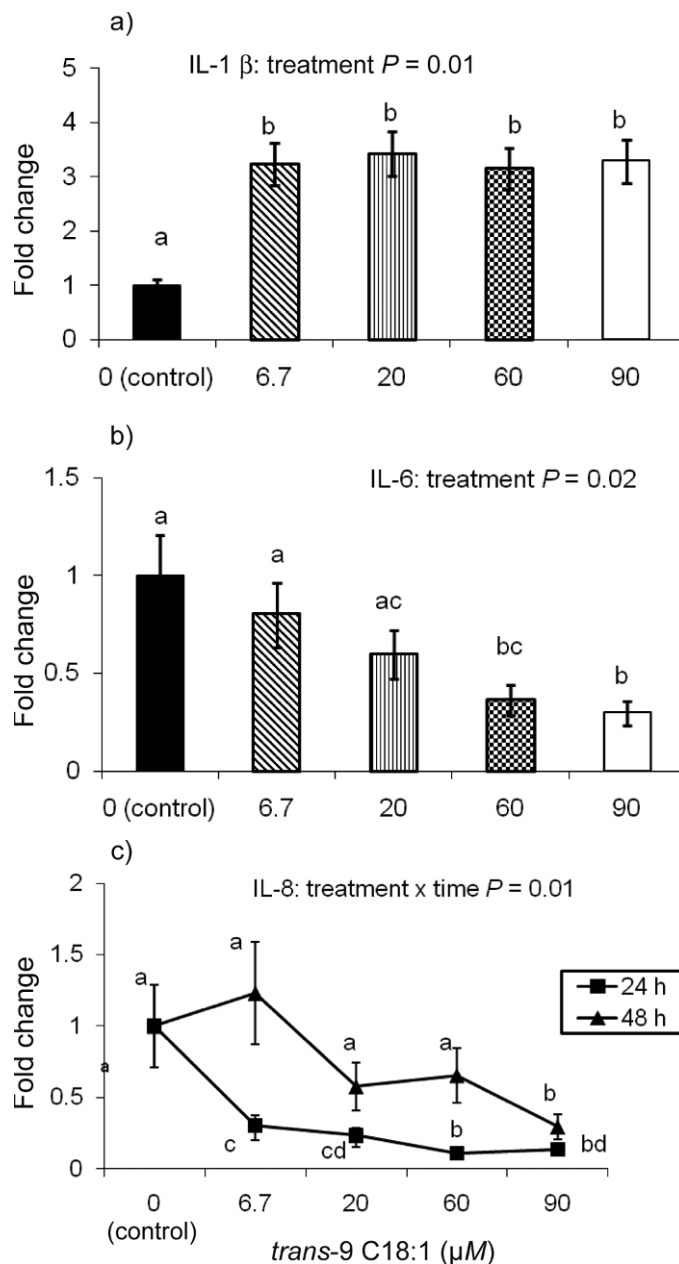 a)
IL-1 β: treatment P = 0.01
5
4
3
2
1
0
Fold change
a
b
b
b
b
0 (control) 6.7 20 60 90
b)
IL-6: treatment P = 0.02
1.5
1
0.5
0
Fold change
a
a
ac
bc
b
0 (control) 6.7 20 60 90
c)
IL-8: treatment x time P = 0.01
2
1.5
1
0.5
0
Fold change
24 h
48 h
a
a
a
a
b
a
c
cd
b
bd
0 6.7 20 60 90
(control)
trans-9 C18:1 (μM)